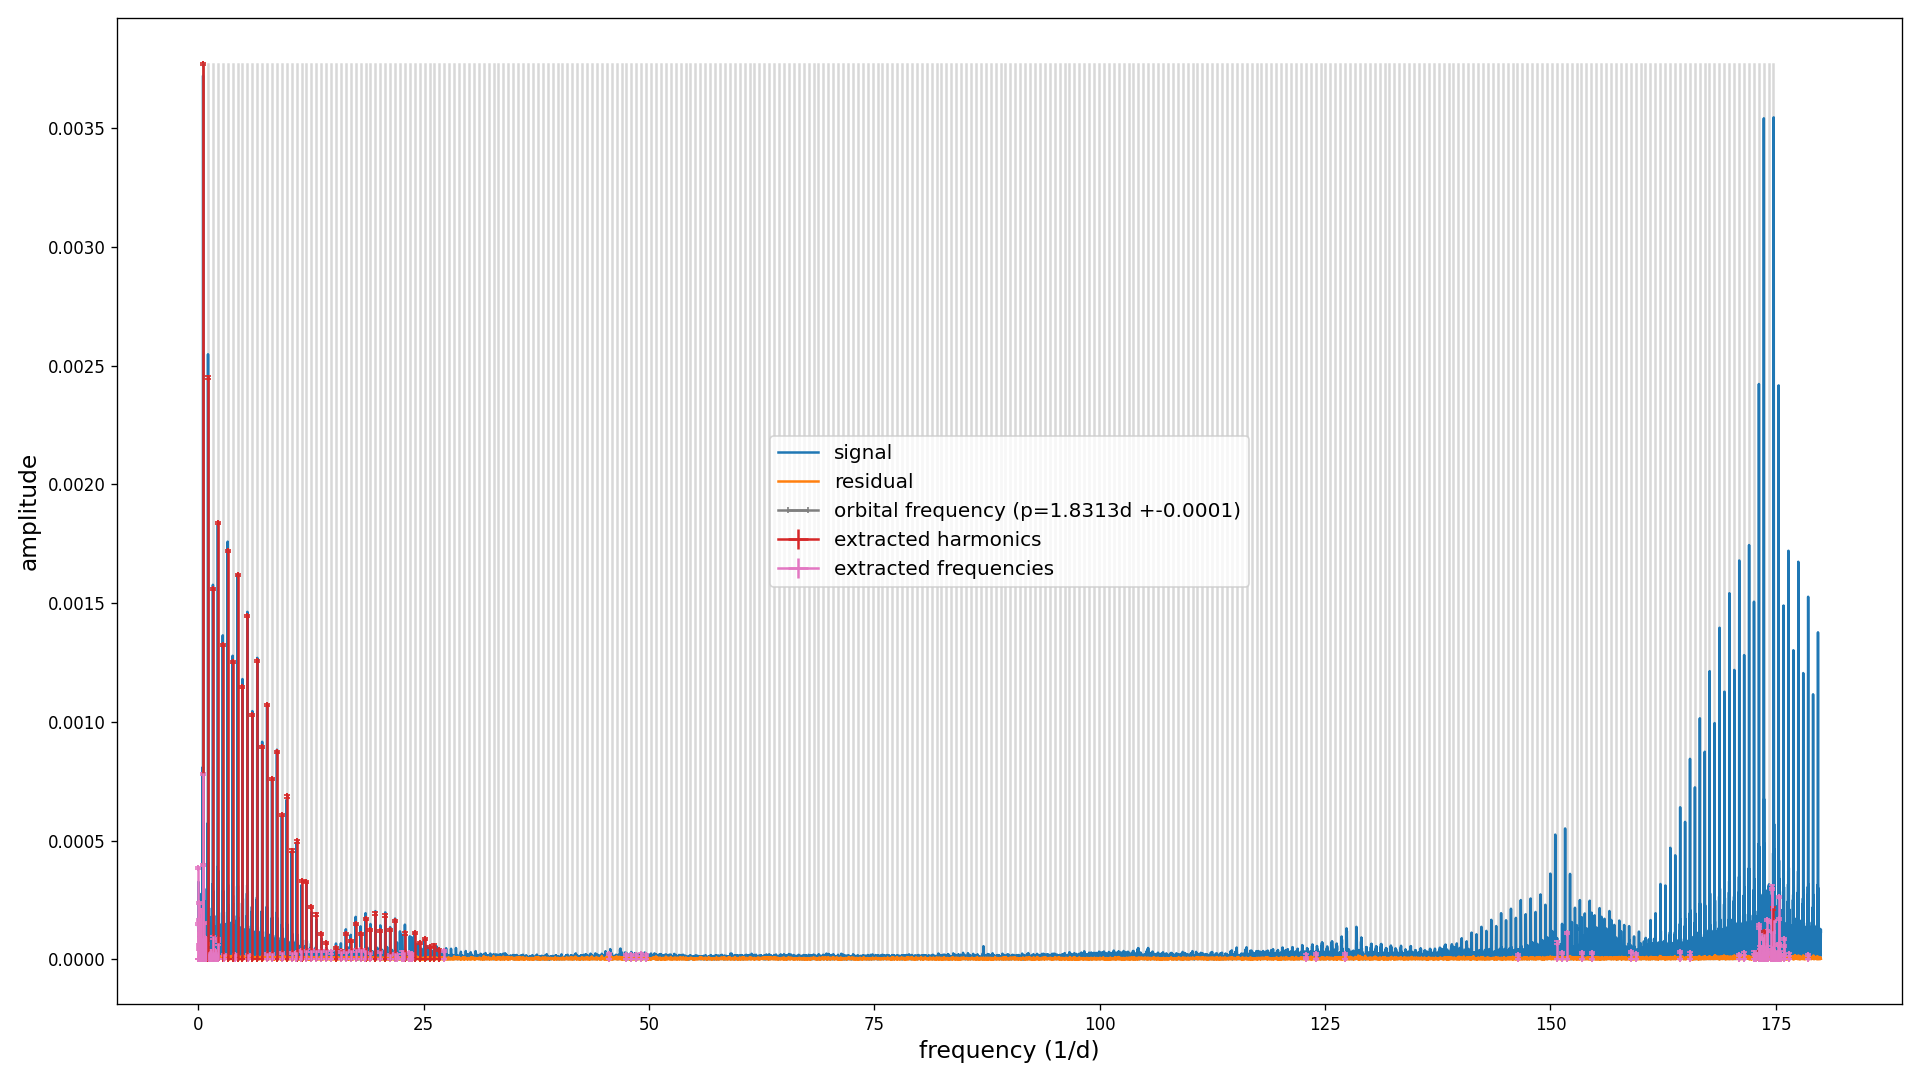 0.0035
0.0030
0.0025
0.0020
0.0015
0.0010
0.0005
0.0000
amplitude
signal
residual
orbital frequency (p=1.8313d +-0.0001)
extracted harmonics
extracted frequencies
0 25 50 75 100 125 150 175
frequency (1/d)